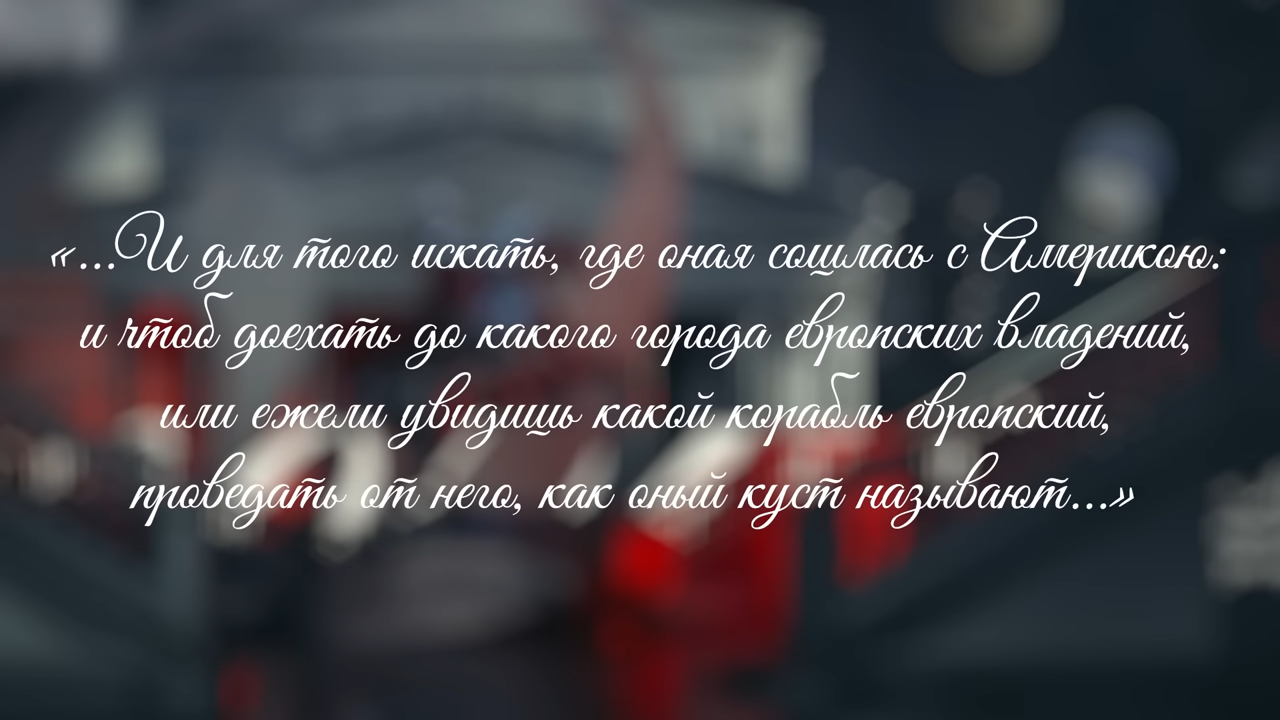 «...И для того искать, где оная сошлась с Америкою:
и чтоб доехать до какого города европских владений,
или ежели увидишь какой корабль европский,
проведать от него, как оный куст называют...»